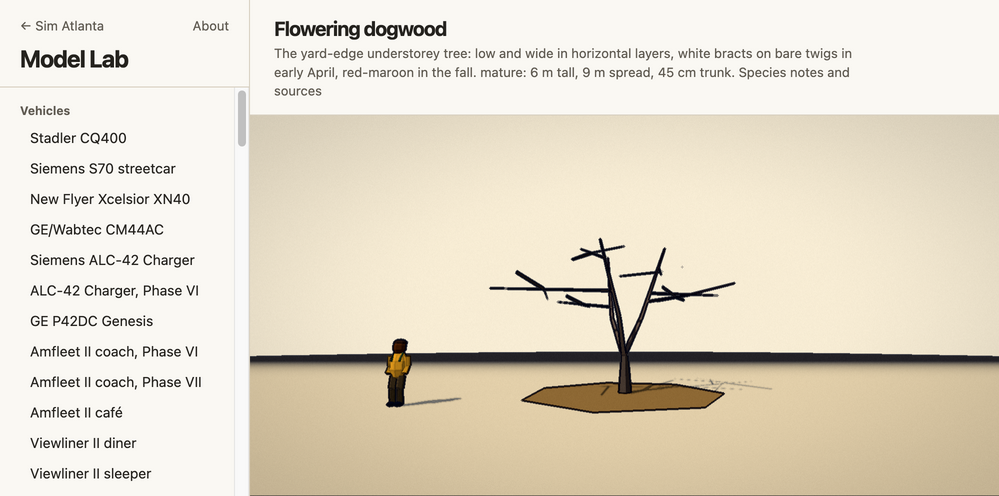 ← Sim Atlanta
About
Model Lab
Vehicles
Stadler CQ400
Siemens S70 streetcar
New Flyer Xcelsior XN40
GE/Wabtec CM44AC
Siemens ALC-42 Charger
ALC-42 Charger, Phase VI
GE P42DC Genesis
Amfleet II coach, Phase VI
Amfleet II coach, Phase VII
Amfleet II café
Viewliner II diner
Viewliner II sleeper
Flowering dogwood
The yard-edge understorey tree: low and wide in horizontal layers, white bracts on bare twigs in
early April, red-maroon in the fall. mature: 6 m tall, 9 m spread, 45 cm trunk. Species notes and
sources